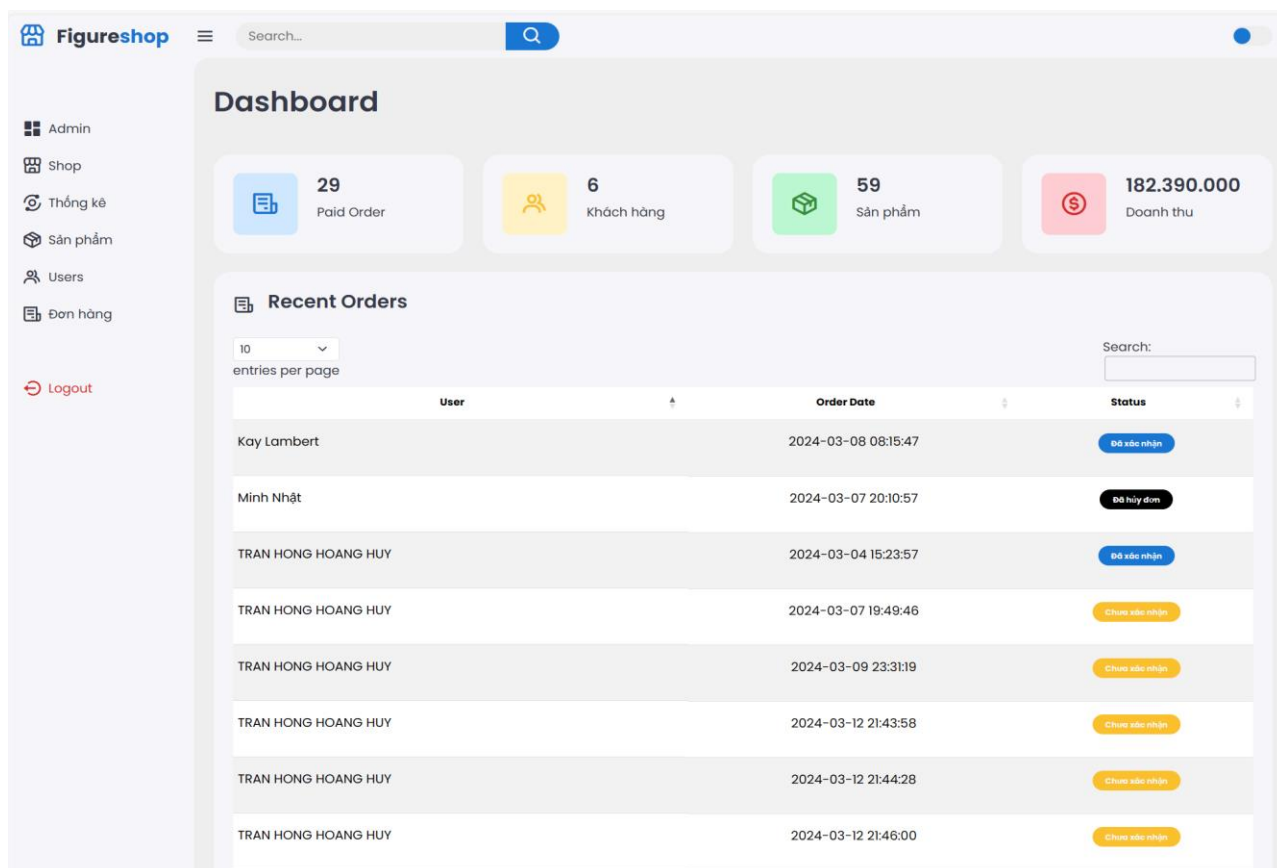 Figureshop
Search...
Admin
Shop
Thống kê
Sản phẩm
Users
Đơn hàng
Logout
Dashboard
29
Paid Order
6
Khách hàng
59
Sản phẩm
182.390.000
Doanh thu
Recent Orders
10
entries per page
Search:
User Order Date Status
Kay Lambert 2024-03-08 08:15:47 Đã xác nhận
Minh Nhật 2024-03-07 20:10:57 Đã hủy đơn
TRAN HONG HOANG HUY 2024-03-04 15:23:57 Đã xác nhận
TRAN HONG HOANG HUY 2024-03-07 19:49:46 Chưa xác nhận
TRAN HONG HOANG HUY 2024-03-09 23:31:19 Chưa xác nhận
TRAN HONG HOANG HUY 2024-03-12 21:43:58 Chưa xác nhận
TRAN HONG HOANG HUY 2024-03-12 21:44:28 Chưa xác nhận
TRAN HONG HOANG HUY 2024-03-12 21:46:00 Chưa xác nhận